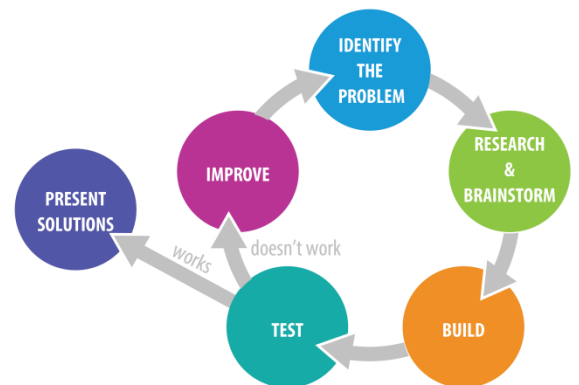 IDENTIFY
THE
PROBLEM
RESEARCH
&
BRAINSTORM
IMPROVE
PRESENT
SOLUTIONS
works
doesn't work
TEST
BUILD